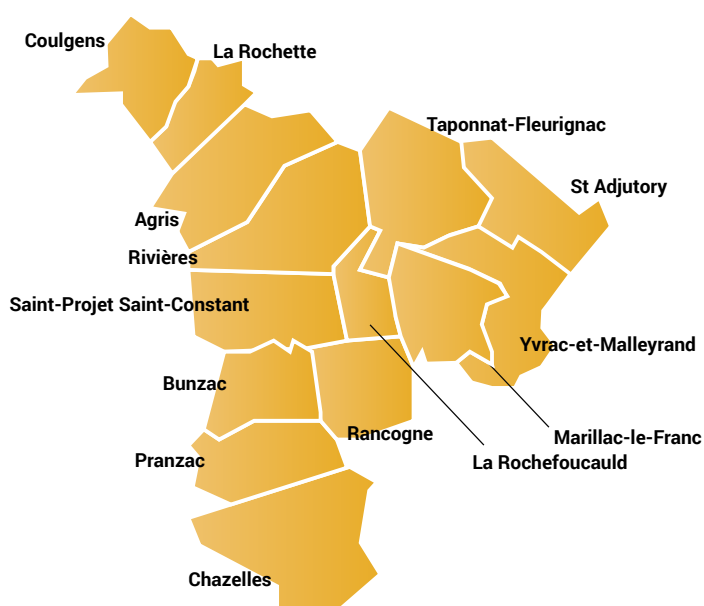 Coulgens
La Rochette
Taponnat-Fleurignac
St Adjutory
Agris
Rivières
Saint-Projet Saint-Constant
Yvrac-et-Malleyrand
Bunzac
Rancogne
Marillac-le-Franc
Pranzac
La Rochefoucauld
Chazelles